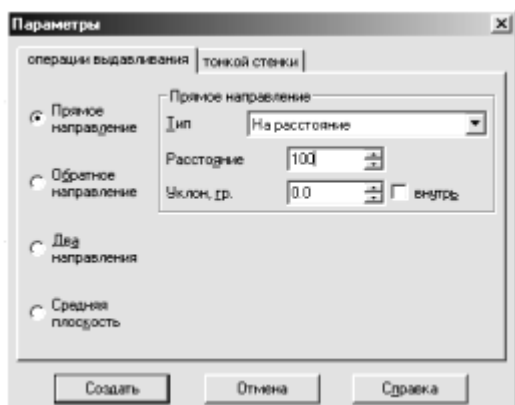 Параметры
операции выдавливания
тонкой стенки
Прямое
направление
Обратное
направление
Два
направления
Средняя
плоскость
Прямое направление
Тип
На расстояние
Расстояние
100
Уклон, гр.
0.0
внутрь
Создать
Отмена
Справка